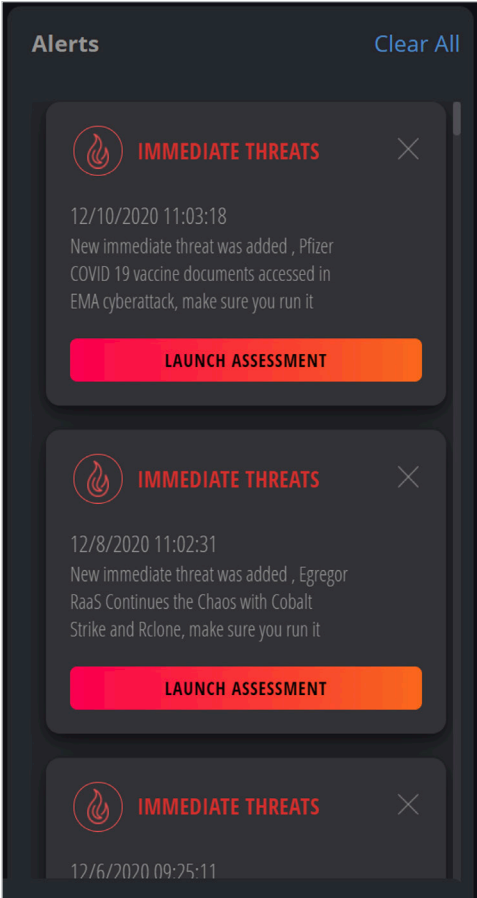 Alerts
Clear All
IMMEDIATE THREATS
12/10/2020 11:03:18
New immediate threat was added , Pfizer
COVID 19 vaccine documents accessed in
EMA cyberattack, make sure you run it
LAUNCH ASSESSMENT
IMMEDIATE THREATS
12/8/2020 11:02:31
New immediate threat was added , Egregor
RaaS Continues the Chaos with Cobalt
Strike and Rclone, make sure you run it
LAUNCH ASSESSMENT
IMMEDIATE THREATS
12/6/2020 09:25:11